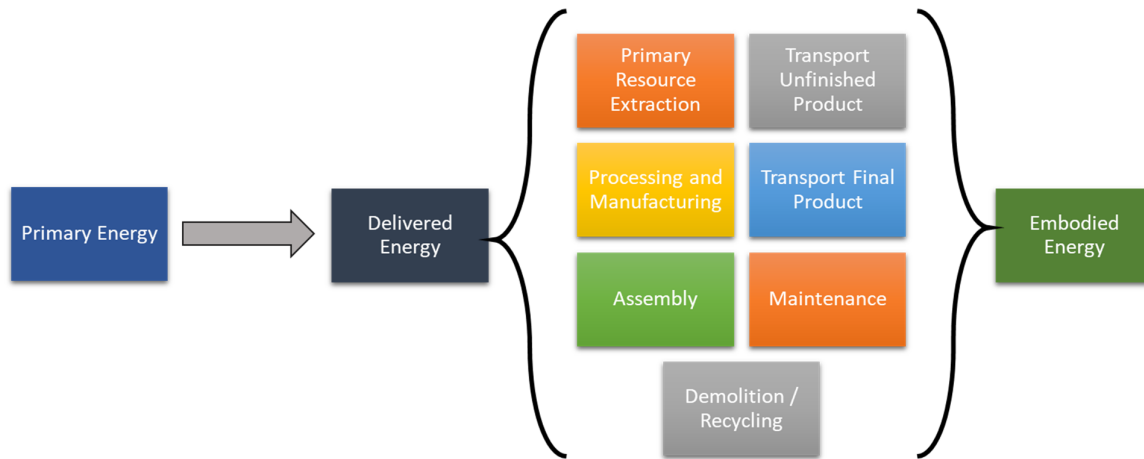 Primary Energy
Delivered
Energy
Primary
Resource
Extraction
Transport
Unfinished
Product
Processing and
Manufacturing
Transport Final
Product
Assembly
Maintenance
Demolition /
Recycling
Embodied
Energy